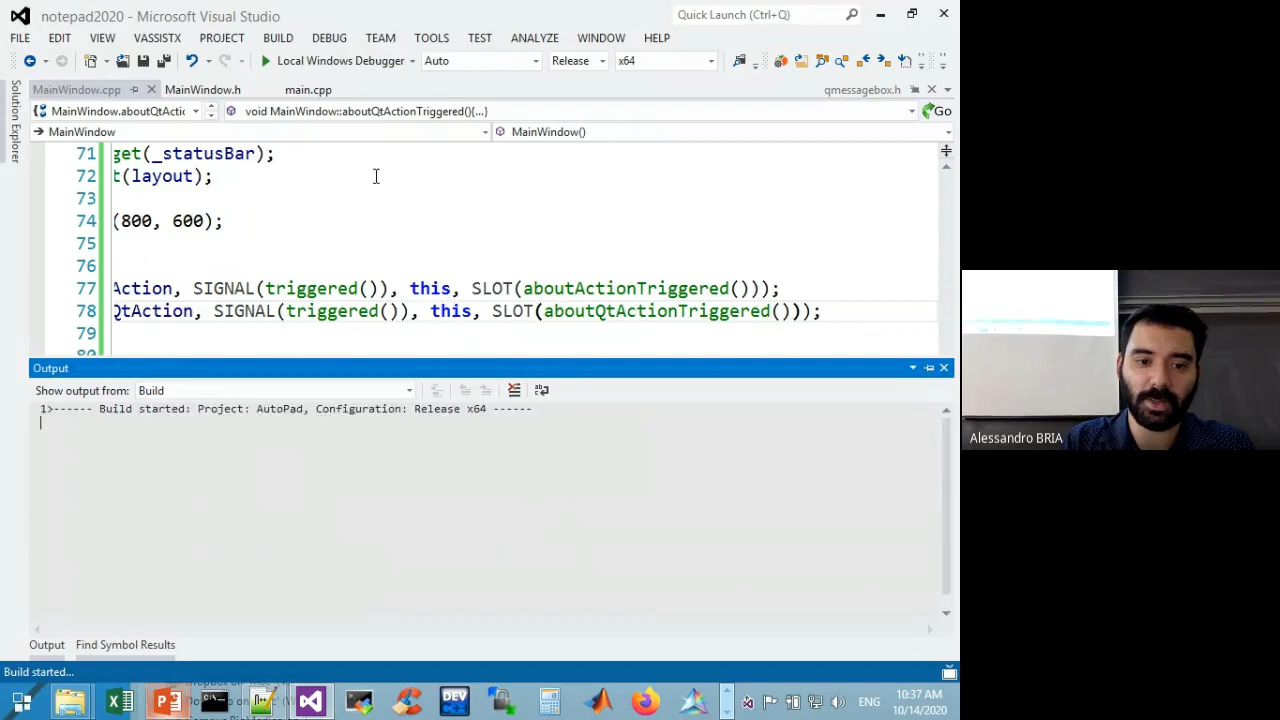 notepad2020 - Microsoft Visual Studio
Quick Launch (Ctrl+Q)
FILE EDIT VIEW VASSISTX PROJECT BUILD DEBUG TEAM TOOLS TEST ANALYZE WINDOW HELP
Local Windows Debugger Auto Release x64
MainWindow.cpp MainWindow.h main.cpp qmessagebox.h
Solution Explorer
MainWindow.aboutQtActic void MainWindow::aboutQtActionTriggered(){...} Go
MainWindow MainWindow()
71 get(_statusBar);
72 t(layout);
73
74 (800, 600);
75
76
77 Action, SIGNAL(triggered()), this, SLOT(aboutActionTriggered()));
78 QtAction, SIGNAL(triggered()), this, SLOT(aboutQtActionTriggered()));
79
80
Output
Show output from: Build
1>------ Build started: Project: AutoPad, Configuration: Release x64 ------
Output Find Symbol Results
Build started...
DEV
ENG
10:37 AM
10/14/2020
Alessandro BRIA